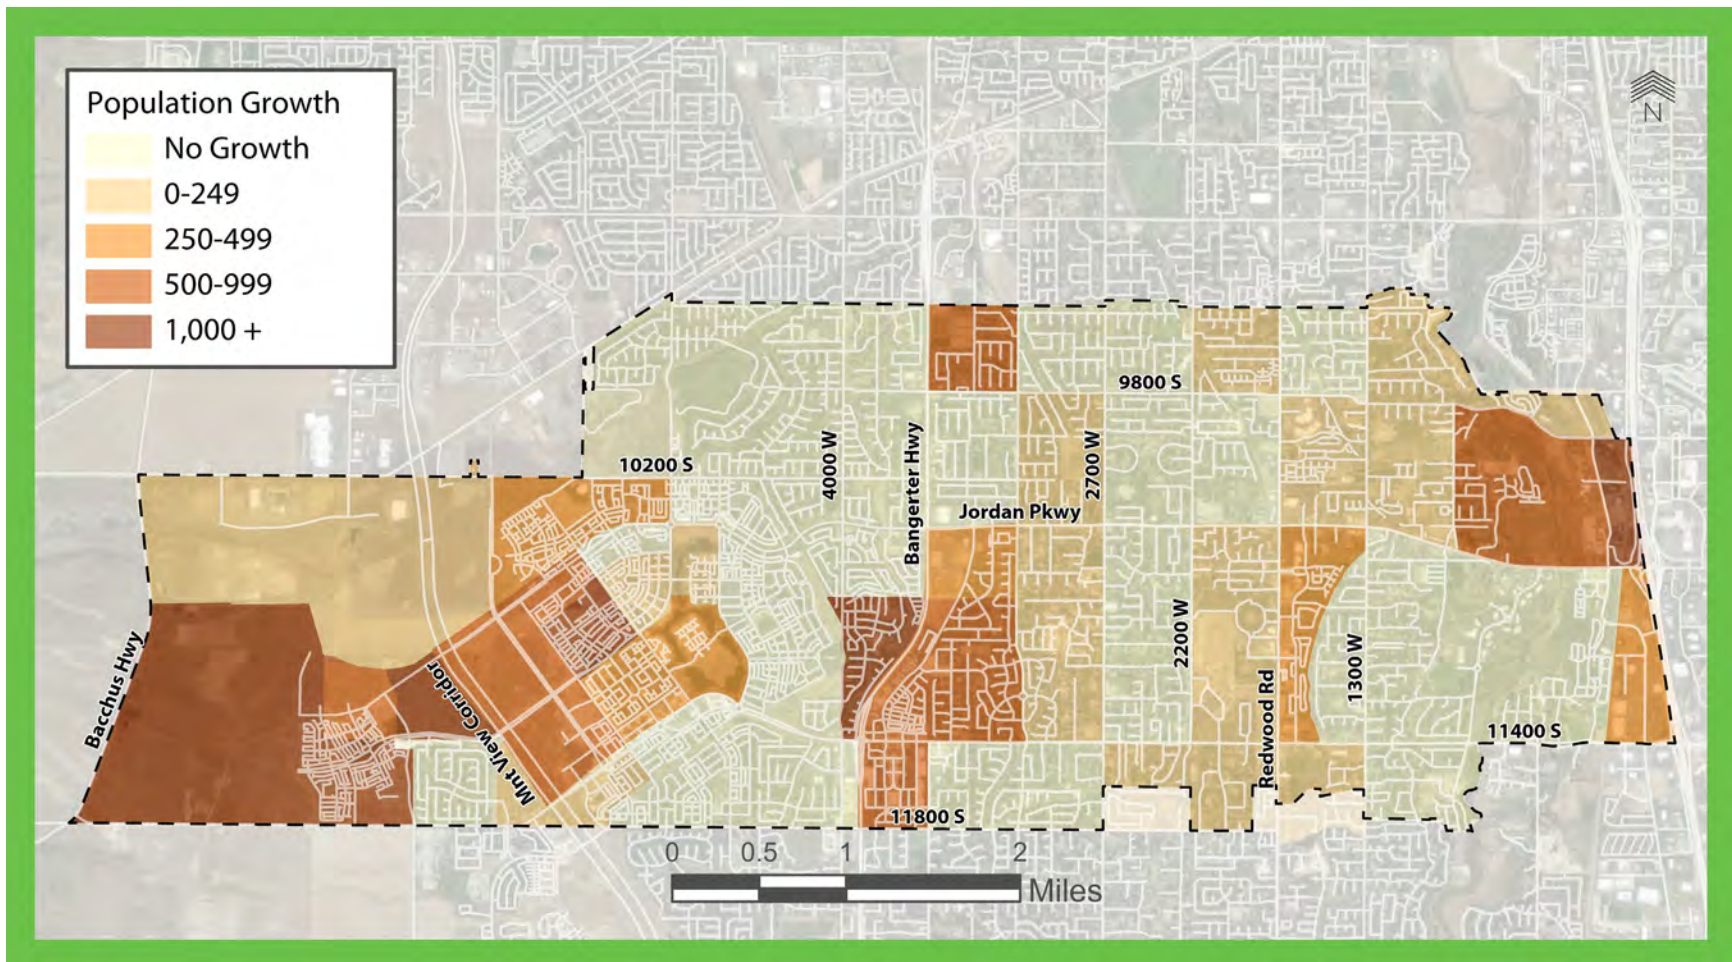 Population Growth
No Growth
0-249
250-499
500-999
1,000 +
N
9800 S
10200 S
4000 W
Bangerter Hwy
2700 W
Jordan Pkwy
2200 W
Redwood Rd
1300 W
Bacchus Hwy
Mnt View Corridor
11400 S
11800 S
0 0.5 1 2
Miles